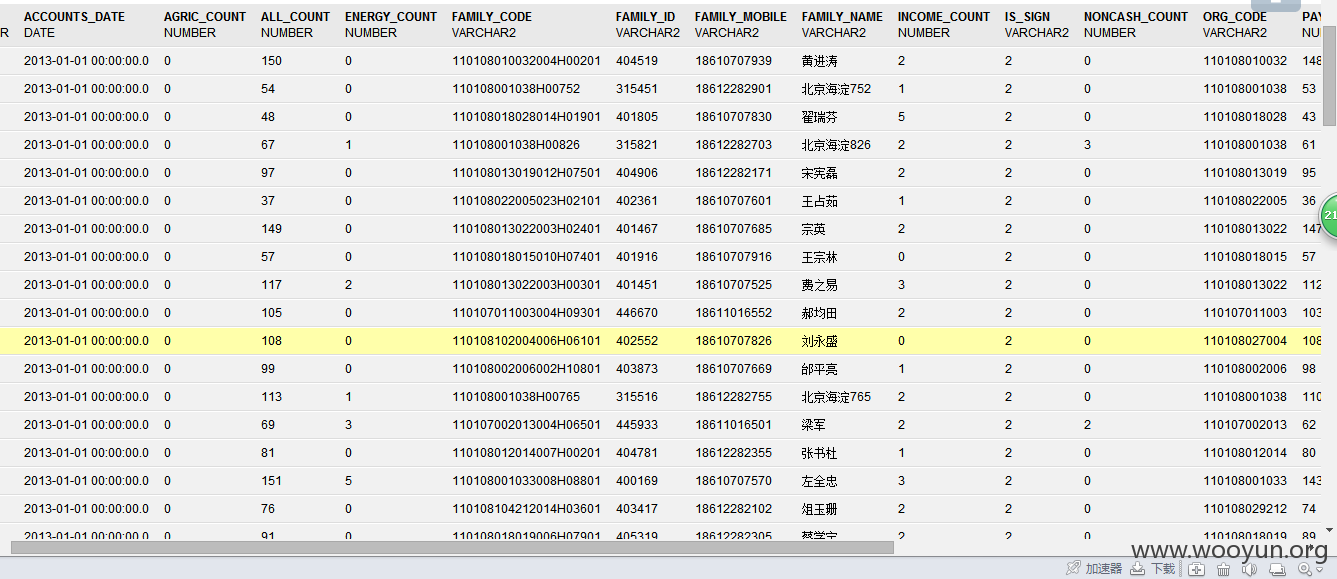 ACCOUNTS_DATE AGRIC_COUNT ALL_COUNT ENERGY_COUNT FAMILY_CODE FAMILY_ID FAMILY_MOBILE FAMILY_NAME INCOME_COUNT IS_SIGN NONCASH_COUNT ORG_CODE PAY
R DATE NUMBER NUMBER NUMBER VARCHAR2 VARCHAR2 VARCHAR2 VARCHAR2 NUMBER VARCHAR2 NUMBER VARCHAR2 NUM
2013-01-01 00:00:00.0 0 150 0 110108010032004H00201 404519 18610707939 黄进涛 2 2 0 110108010032 148
2013-01-01 00:00:00.0 0 54 0 110108001038H00752 315451 18612282901 北京海淀752 1 2 0 110108001038 53
2013-01-01 00:00:00.0 0 48 0 110108018028014H01901 401805 18610707830 翟瑞芬 5 2 0 110108018028 43
2013-01-01 00:00:00.0 0 67 1 110108001038H00826 315821 18612282703 北京海淀826 2 2 3 110108001038 61
2013-01-01 00:00:00.0 0 97 0 110108013019012H07501 404906 18612282171 宋宪磊 2 2 0 110108013019 95
2013-01-01 00:00:00.0 0 37 0 110108022005023H02101 402361 18610707601 王占茹 1 2 0 110108022005 36
2013-01-01 00:00:00.0 0 149 0 110108013022003H02401 401467 18610707685 宗英 2 2 0 110108013022 147
2013-01-01 00:00:00.0 0 57 0 110108018015010H07401 401916 18610707916 王宗林 0 2 0 110108018015 57
2013-01-01 00:00:00.0 0 117 2 110108013022003H00301 401451 18610707525 费之易 3 2 0 110108013022 112
2013-01-01 00:00:00.0 0 105 0 110107011003004H09301 446670 18611016552 郝均田 2 2 0 110107011003 103
2013-01-01 00:00:00.0 0 108 0 110108102004006H06101 402552 18610707826 刘永盛 0 2 0 110108027004 108
2013-01-01 00:00:00.0 0 99 0 110108002006002H10801 403873 18610707669 邰平亮 1 2 0 110108002006 98
2013-01-01 00:00:00.0 0 113 1 110108001038H00765 315516 18612282755 北京海淀765 2 2 0 110108001038 110
2013-01-01 00:00:00.0 0 69 3 110107002013004H06501 445933 18611016501 梁军 2 2 2 110107002013 62
2013-01-01 00:00:00.0 0 81 0 110108012014007H00201 404781 18612282355 张书杜 1 2 0 110108012014 80
2013-01-01 00:00:00.0 0 151 5 110108001033008H08801 400169 18610707570 左全忠 3 2 0 110108001033 143
2013-01-01 00:00:00.0 0 76 0 110108104212014H03601 403417 18612282102 俎玉珊 2 2 0 110108029212 74
2013-01-01 00:00:00.0 0 91 0 110108018019006H07901 405319 18612282305 蔡学宁 2 2 0 110108018019 89
21
www.wooyun.org
加速器 下载